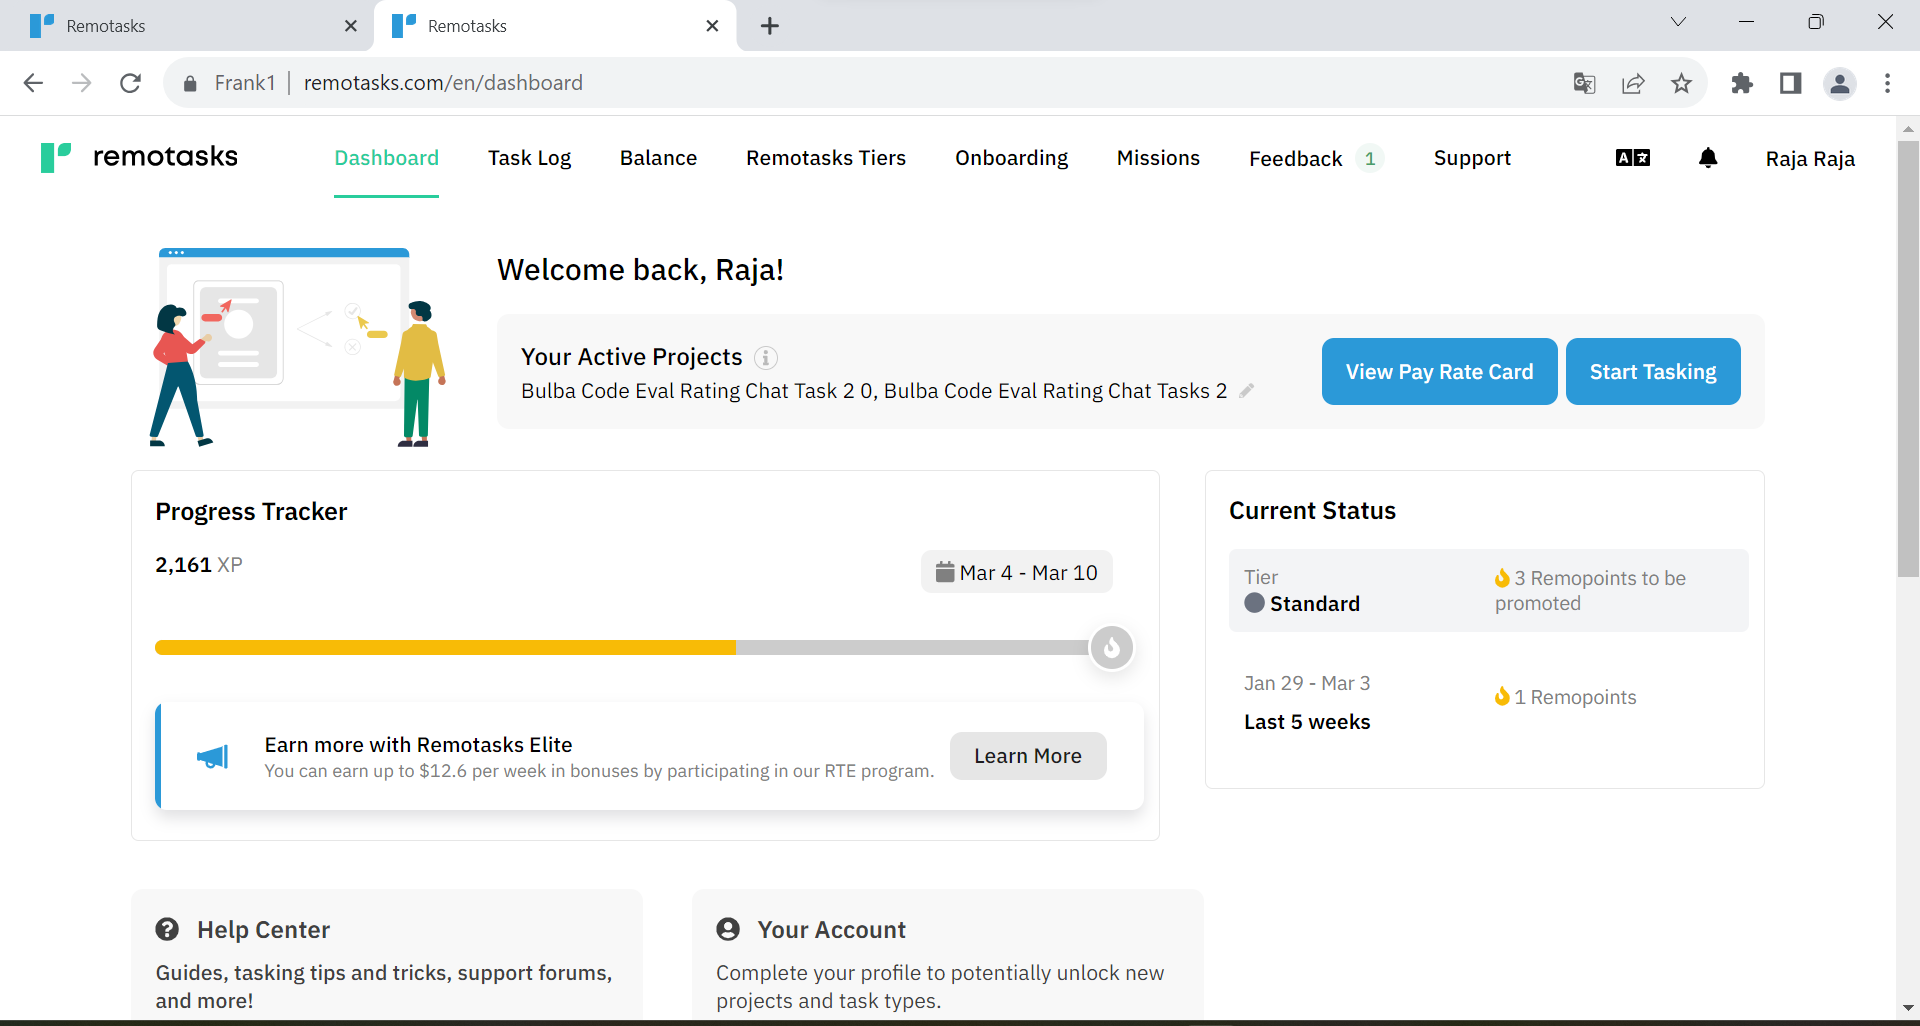 Remotasks
Remotasks
Frank1 | remotasks.com/en/dashboard
remotasks
Dashboard
Task Log
Balance
Remotasks Tiers
Onboarding
Missions
Feedback 1
Support
Raja Raja
Welcome back, Raja!
Your Active Projects
Bulba Code Eval Rating Chat Task 2 0, Bulba Code Eval Rating Chat Tasks 2
View Pay Rate Card
Start Tasking
Progress Tracker
2,161 XP
Mar 4 - Mar 10
Earn more with Remotasks Elite
You can earn up to $12.6 per week in bonuses by participating in our RTE program.
Learn More
Current Status
Tier
Standard
3 Remopoints to be
promoted
Jan 29 - Mar 3
Last 5 weeks
1 Remopoints
Help Center
Guides, tasking tips and tricks, support forums,
and more!
Your Account
Complete your profile to potentially unlock new
projects and task types.